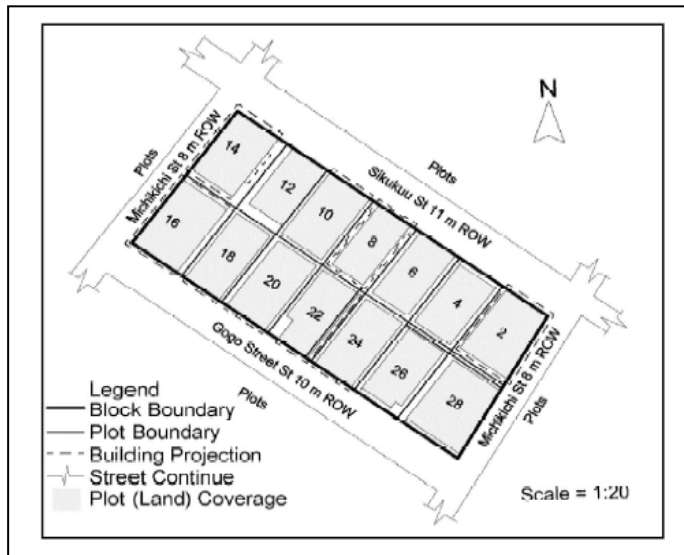 N
Plots
Sikukuu St 11 m ROW
Michikichi St 8 m ROW
Plots
14
12
10
8
6
4
2
16
18
20
22
24
26
28
Gogo Street St 10 m ROW
Plots
Michikichi St 8 m ROW
Plots
Legend
Block Boundary
Plot Boundary
Building Projection
Street Continue
Plot (Land) Coverage
Scale = 1:20